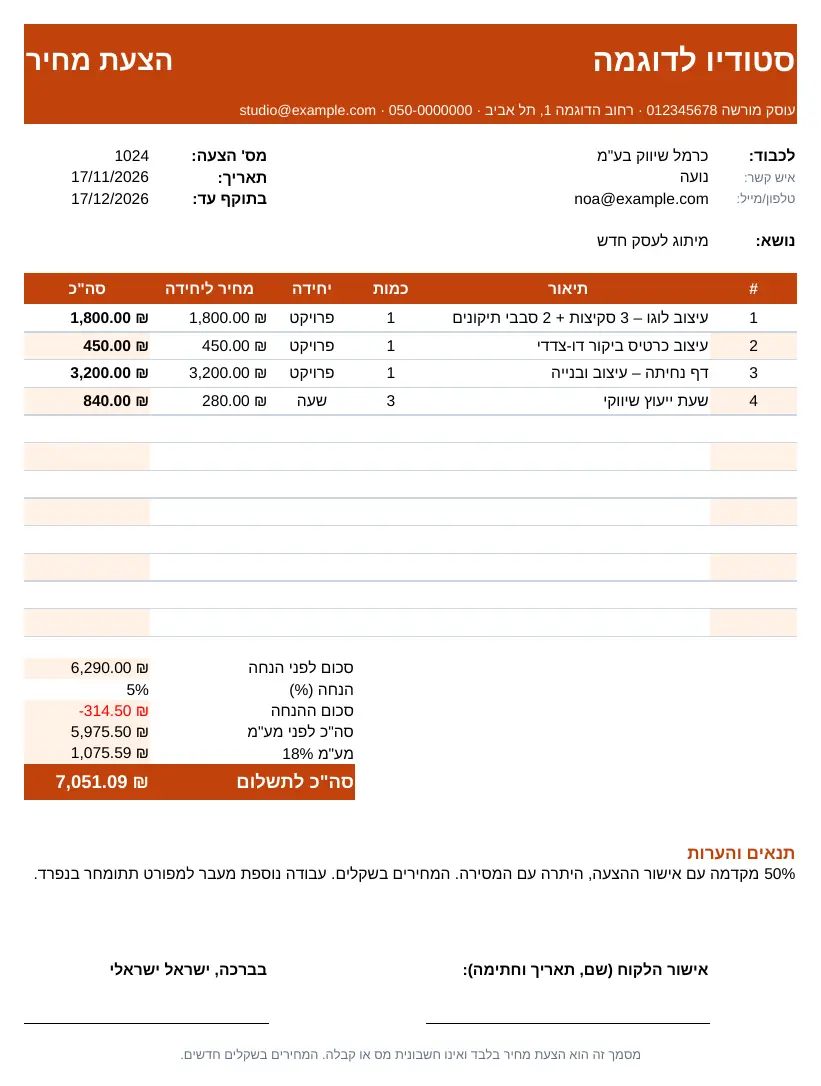 סטודיו לדוגמה הצעת מחיר
עוסק מורשה 012345678 · רחוב הדוגמה 1, תל אביב · 050-0000000 · studio@example.com
לכבוד: כרמל שיווק בע"מ מס' הצעה: 1024
איש קשר: נועה תאריך: 17/11/2026
טלפון/מייל: noa@example.com בתוקף עד: 17/12/2026
נושא: מיתוג לעסק חדש
# תיאור כמות יחידה מחיר ליחידה סה"כ
1 עיצוב לוגו – 3 סקיצות + 2 סבבי תיקונים 1 פרויקט 1,800.00 ₪ 1,800.00 ₪
2 עיצוב כרטיס ביקור דו-צדדי 1 פרויקט 450.00 ₪ 450.00 ₪
3 דף נחיתה – עיצוב ובנייה 1 פרויקט 3,200.00 ₪ 3,200.00 ₪
4 שעת ייעוץ שיווקי 3 שעה 280.00 ₪ 840.00 ₪
סכום לפני הנחה 6,290.00 ₪
הנחה (%) 5%
סכום ההנחה -314.50 ₪
סה"כ לפני מע"מ 5,975.50 ₪
מע"מ 18% 1,075.59 ₪
סה"כ לתשלום 7,051.09 ₪
תנאים והערות
50% מקדמה עם אישור ההצעה, היתרה עם המסירה. המחירים בשקלים. עבודה נוספת מעבר למפורט תתומחר בנפרד.
אישור הלקוח (שם, תאריך וחתימה): בברכה, ישראל ישראלי
מסמך זה הוא הצעת מחיר בלבד ואינו חשבונית מס או קבלה. המחירים בשקלים חדשים.